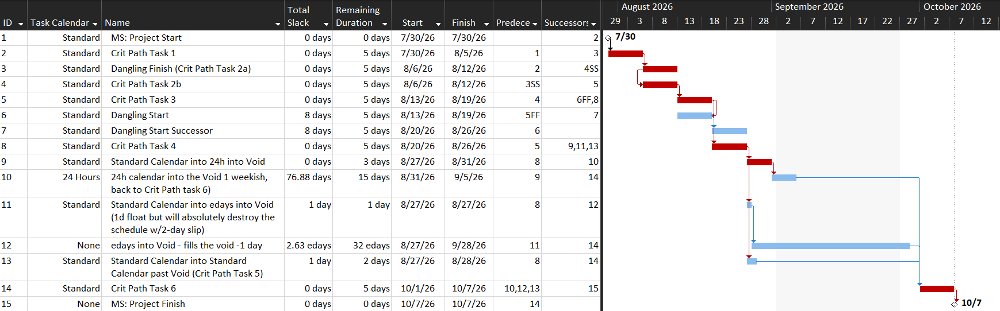 Total Remaining August 2026 September 2026 October 2026
ID Task Calendar Name Slack Duration Start Finish Predece Successors 29 3 8 13 18 23 28 2 7 12 17 22 27 2 7 12
1 Standard MS: Project Start 0 days 0 days 7/30/26 7/30/26 2 7/30
2 Standard Crit Path Task 1 0 days 5 days 7/30/26 8/5/26 1 3
3 Standard Dangling Finish (Crit Path Task 2a) 0 days 5 days 8/6/26 8/12/26 2 4SS
4 Standard Crit Path Task 2b 0 days 5 days 8/6/26 8/12/26 3SS 5
5 Standard Crit Path Task 3 0 days 5 days 8/13/26 8/19/26 4 6FF,8
6 Standard Dangling Start 8 days 5 days 8/13/26 8/19/26 5FF 7
7 Standard Dangling Start Successor 8 days 5 days 8/20/26 8/26/26 6
8 Standard Crit Path Task 4 0 days 5 days 8/20/26 8/26/26 5 9,11,13
9 Standard Standard Calendar into 24h into Void 0 days 3 days 8/27/26 8/31/26 8 10
10 24 Hours 24h calendar into the Void 1 weekish, 76.88 days 15 days 8/31/26 9/5/26 9 14
back to Crit Path task 6)
11 Standard Standard Calendar into edays into Void 1 day 1 day 8/27/26 8/27/26 8 12
(1d float but will absolutely destroy the
schedule w/2-day slip)
12 None edays into Void - fills the void -1 day 2.63 edays 32 edays 8/27/26 9/28/26 11 14
13 Standard Standard Calendar into Standard 1 day 2 days 8/27/26 8/28/26 8 14
Calendar past Void (Crit Path Task 5)
14 Standard Crit Path Task 6 0 days 5 days 10/1/26 10/7/26 10,12,13 15
15 None MS: Project Finish 0 days 0 days 10/7/26 10/7/26 14 10/7